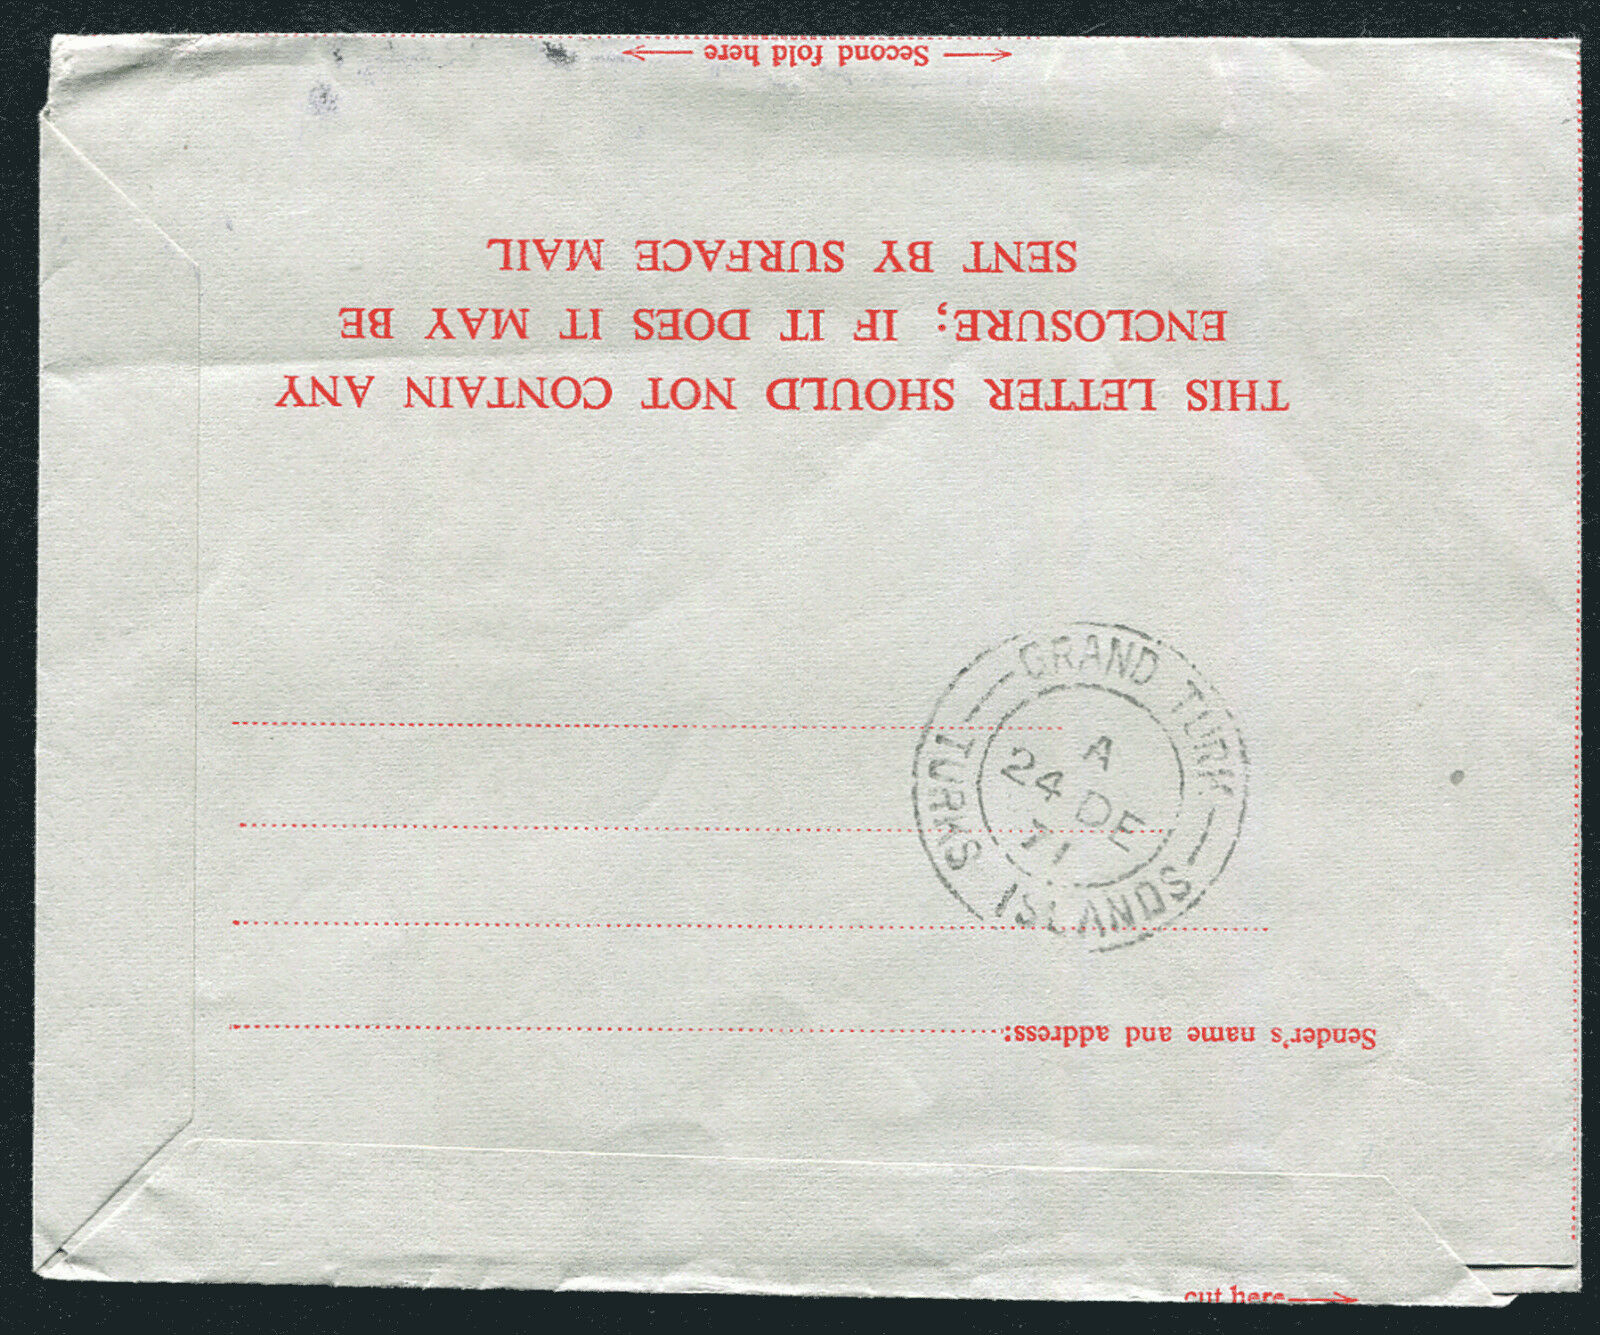 Sender's name and address:
THIS LETTER SHOULD NOT CONTAIN ANY
ENCLOSURE; IF IT DOES IT MAY BE
SENT BY SURFACE MAIL
← Second fold here →
GRAND TURK
A
24 DE
71
TURKS ISLANDS
cut here→